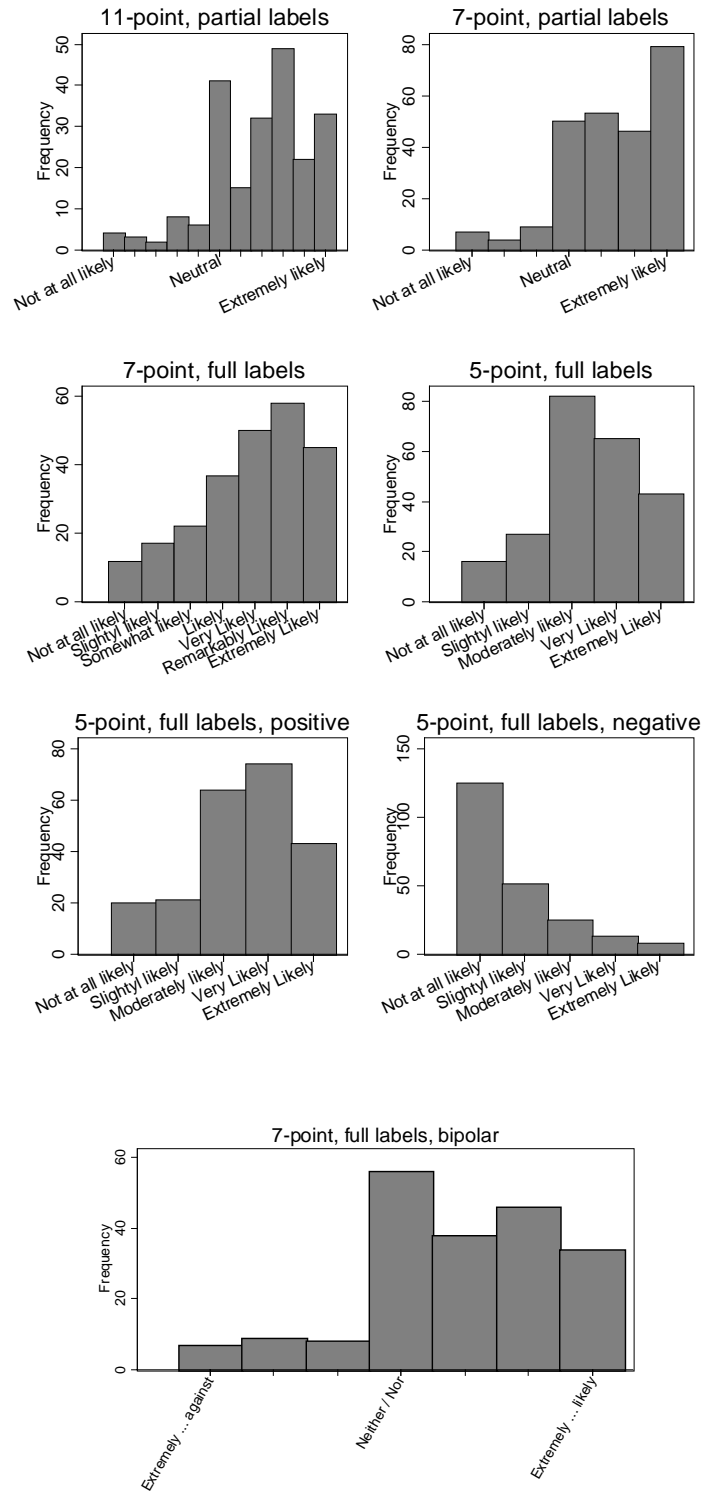 11-point, partial labels
Frequency
0 10 20 30 40 50
Not at all likely
Neutral
Extremely likely
7-point, partial labels
Frequency
0 20 40 60 80
Not at all likely
Neutral
Extremely likely
7-point, full labels
Frequency
0 20 40 60
Not at all likely
Slightyl likely
Somewhat likely
Likely
Very Likely
Remarkably Likely
Extremely Likely
5-point, full labels
Frequency
0 20 40 60 80
Not at all likely
Slightyl likely
Moderately likely
Very Likely
Extremely Likely
5-point, full labels, positive
Frequency
0 20 40 60 80
Not at all likely
Slightyl likely
Moderately likely
Very Likely
Extremely Likely
5-point, full labels, negative
Frequency
0 50 100 150
Not at all likely
Slightyl likely
Moderately likely
Very Likely
Extremely Likely
7-point, full labels, bipolar
Frequency
0 20 40 60
Extremely ... against
Neither / Nor
Extremely ... likely